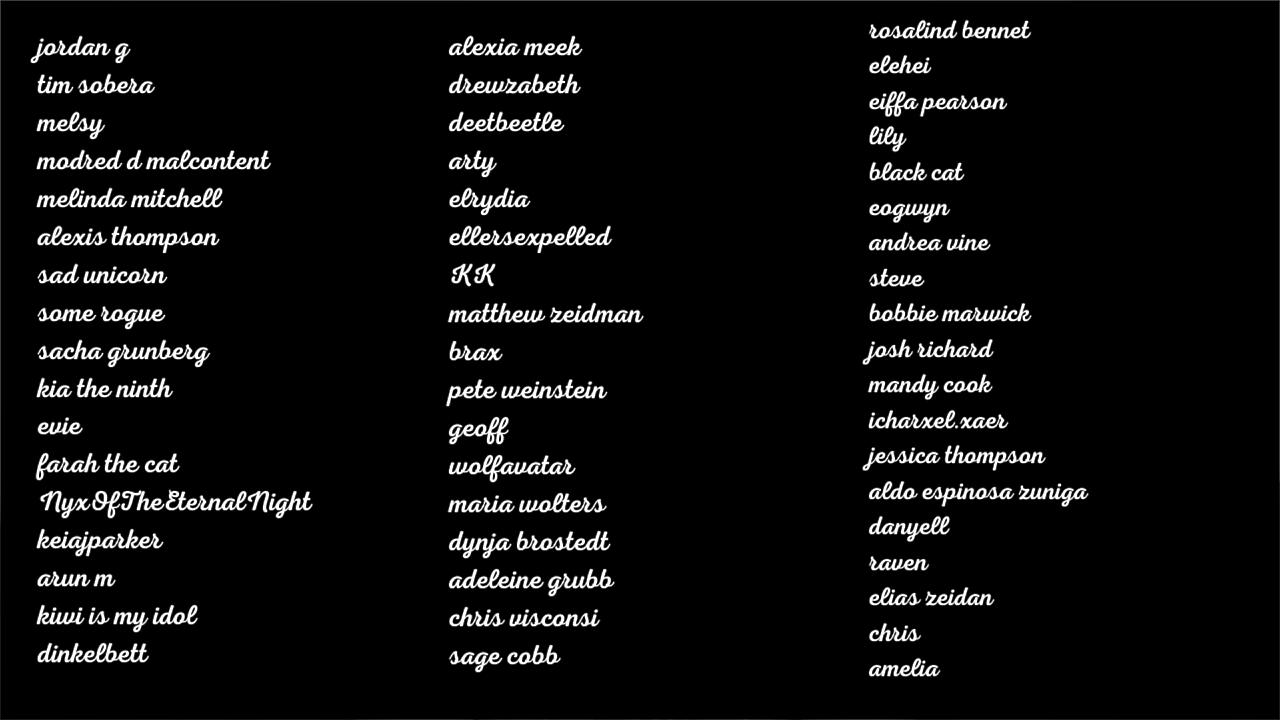 jordan g
tim sobera
melsy
modred d malcontent
melinda mitchell
alexis thompson
sad unicorn
some rogue
sacha grunberg
kia the ninth
evie
farah the cat
NyxOfTheEternalNight
keiajparker
arun m
kiwi is my idol
dinkelbett
alexia meek
drewzabeth
deetbeetle
arty
elrydia
ellersexpelled
KK
matthew zeidman
brax
pete weinstein
geoff
wolfavatar
maria wolters
dynja brostedt
adeleine grubb
chris visconsi
sage cobb
rosalind bennet
elehei
eiffa pearson
lily
black cat
eogwyn
andrea vine
steve
bobbie marwick
josh richard
mandy cook
icharxel.xaer
jessica thompson
aldo espinosa zuniga
danyell
raven
elias zeidan
chris
amelia